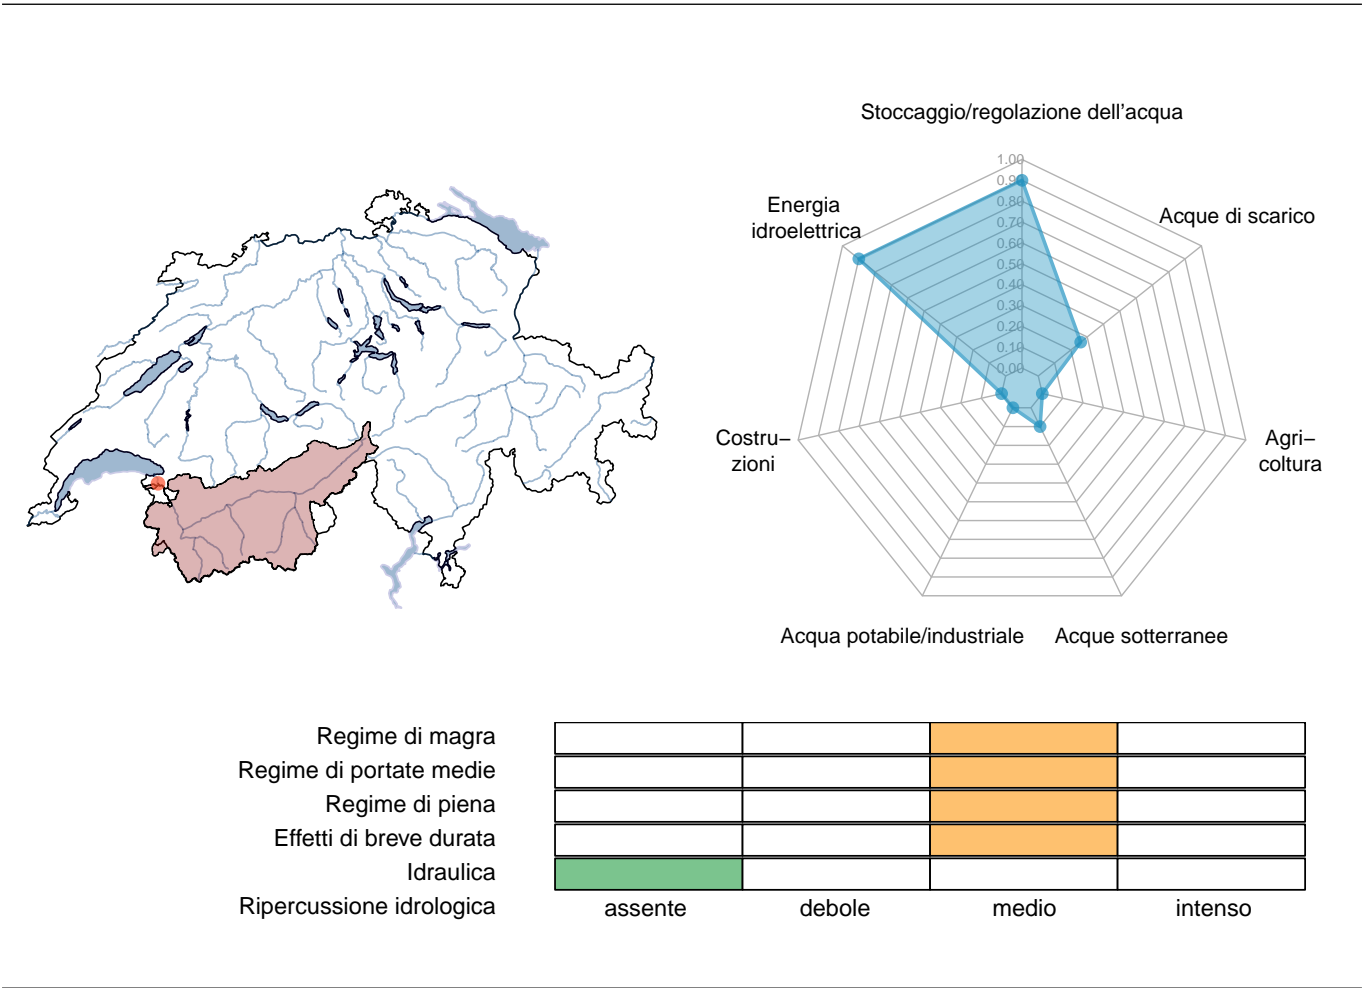 Stoccaggio/regolazione dell'acqua
1.00
0.90
0.80
0.70
0.60
0.50
0.40
0.30
0.20
0.10
0.00
Energia
idroelettrica
Acque di scarico
Costru–
zioni
Agri–
coltura
Acqua potabile/industriale
Acque sotterranee
Regime di magra
Regime di portate medie
Regime di piena
Effetti di breve durata
Idraulica
Ripercussione idrologica assente debole medio intenso